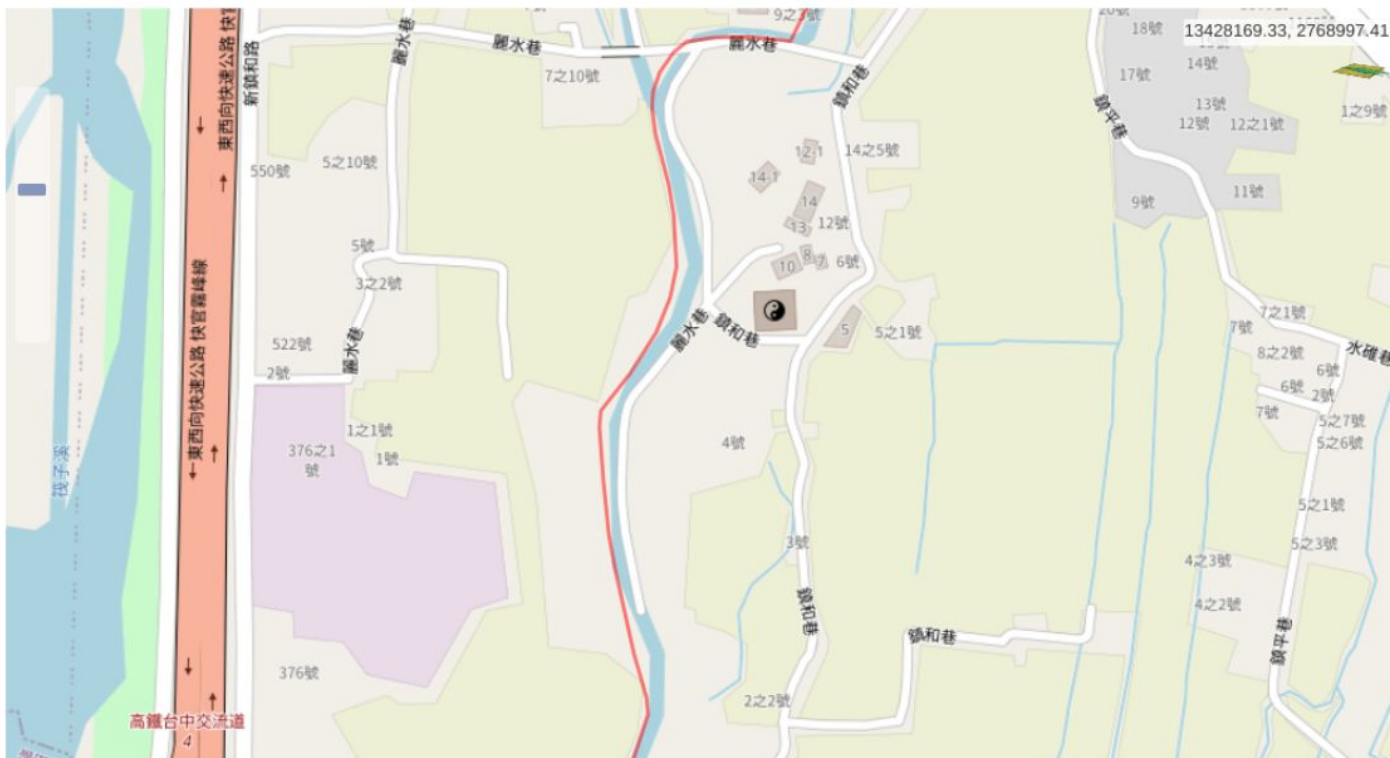 9之3號
18號
13428169.33, 2768997.41
東西向快速公路 快官
新鎮和路
麗水巷
麗水巷
麗水巷
7之10號
17號
14號
鎮和巷
鎮平巷
13號
12號
12之1號
1之9號
5之10號
550號
12-1
14之5號
14-1
14
13
12號
9號
11號
5號
3之2號
8
7
10
6號
東西向快速公路 快官霧峰線
麗水巷
鎮和巷
5
5之1號
7之1號
7號
8之2號
水碓巷
522號
2號
麗水巷
6號
6號
2號
7號
5之7號
5之6號
1之1號
1號
376之1
號
4號
筏子溪
5之1號
3號
5之3號
4之3號
4之2號
鎮和巷
鎮和巷
鎮平巷
376號
2之2號
高鐵台中交流道
4